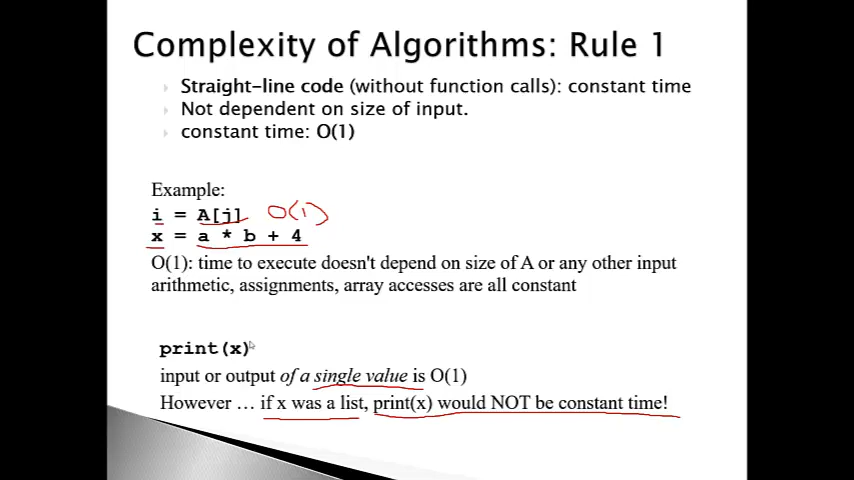 Complexity of Algorithms: Rule 1
Straight-line code (without function calls): constant time
Not dependent on size of input.
constant time: O(1)
Example:
i = A[j] O(1)
x = a * b + 4
O(1): time to execute doesn't depend on size of A or any other input
arithmetic, assignments, array accesses are all constant
print(x)
input or output of a single value is O(1)
However … if x was a list, print(x) would NOT be constant time!